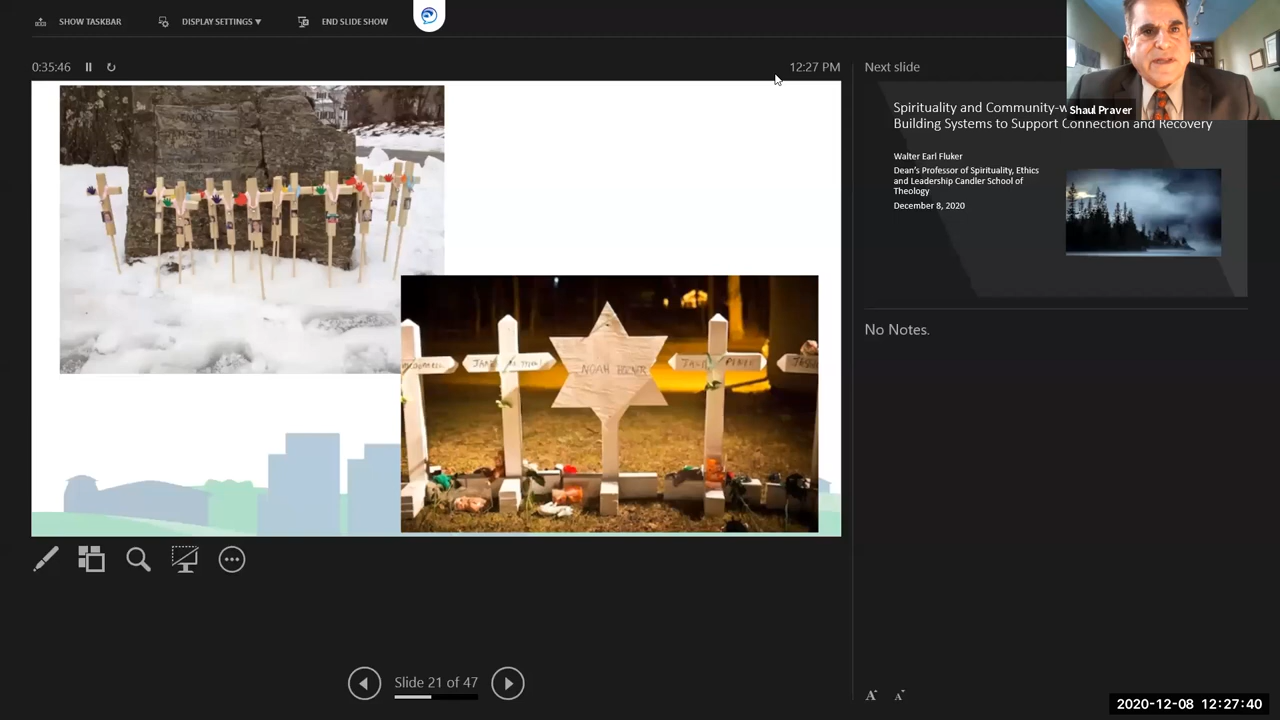 SHOW TASKBAR
DISPLAY SETTINGS ▼
END SLIDE SHOW
0:35:46
12:27 PM
Next slide
Shaul Praver
Spirituality and Community-w
Building Systems to Support Connection and Recovery
Walter Earl Fluker
Dean's Professor of Spirituality, Ethics
and Leadership Candler School of
Theology
December 8, 2020
No Notes.
NOAH
Slide 21 of 47
A
A
2020-12-08 12:27:40